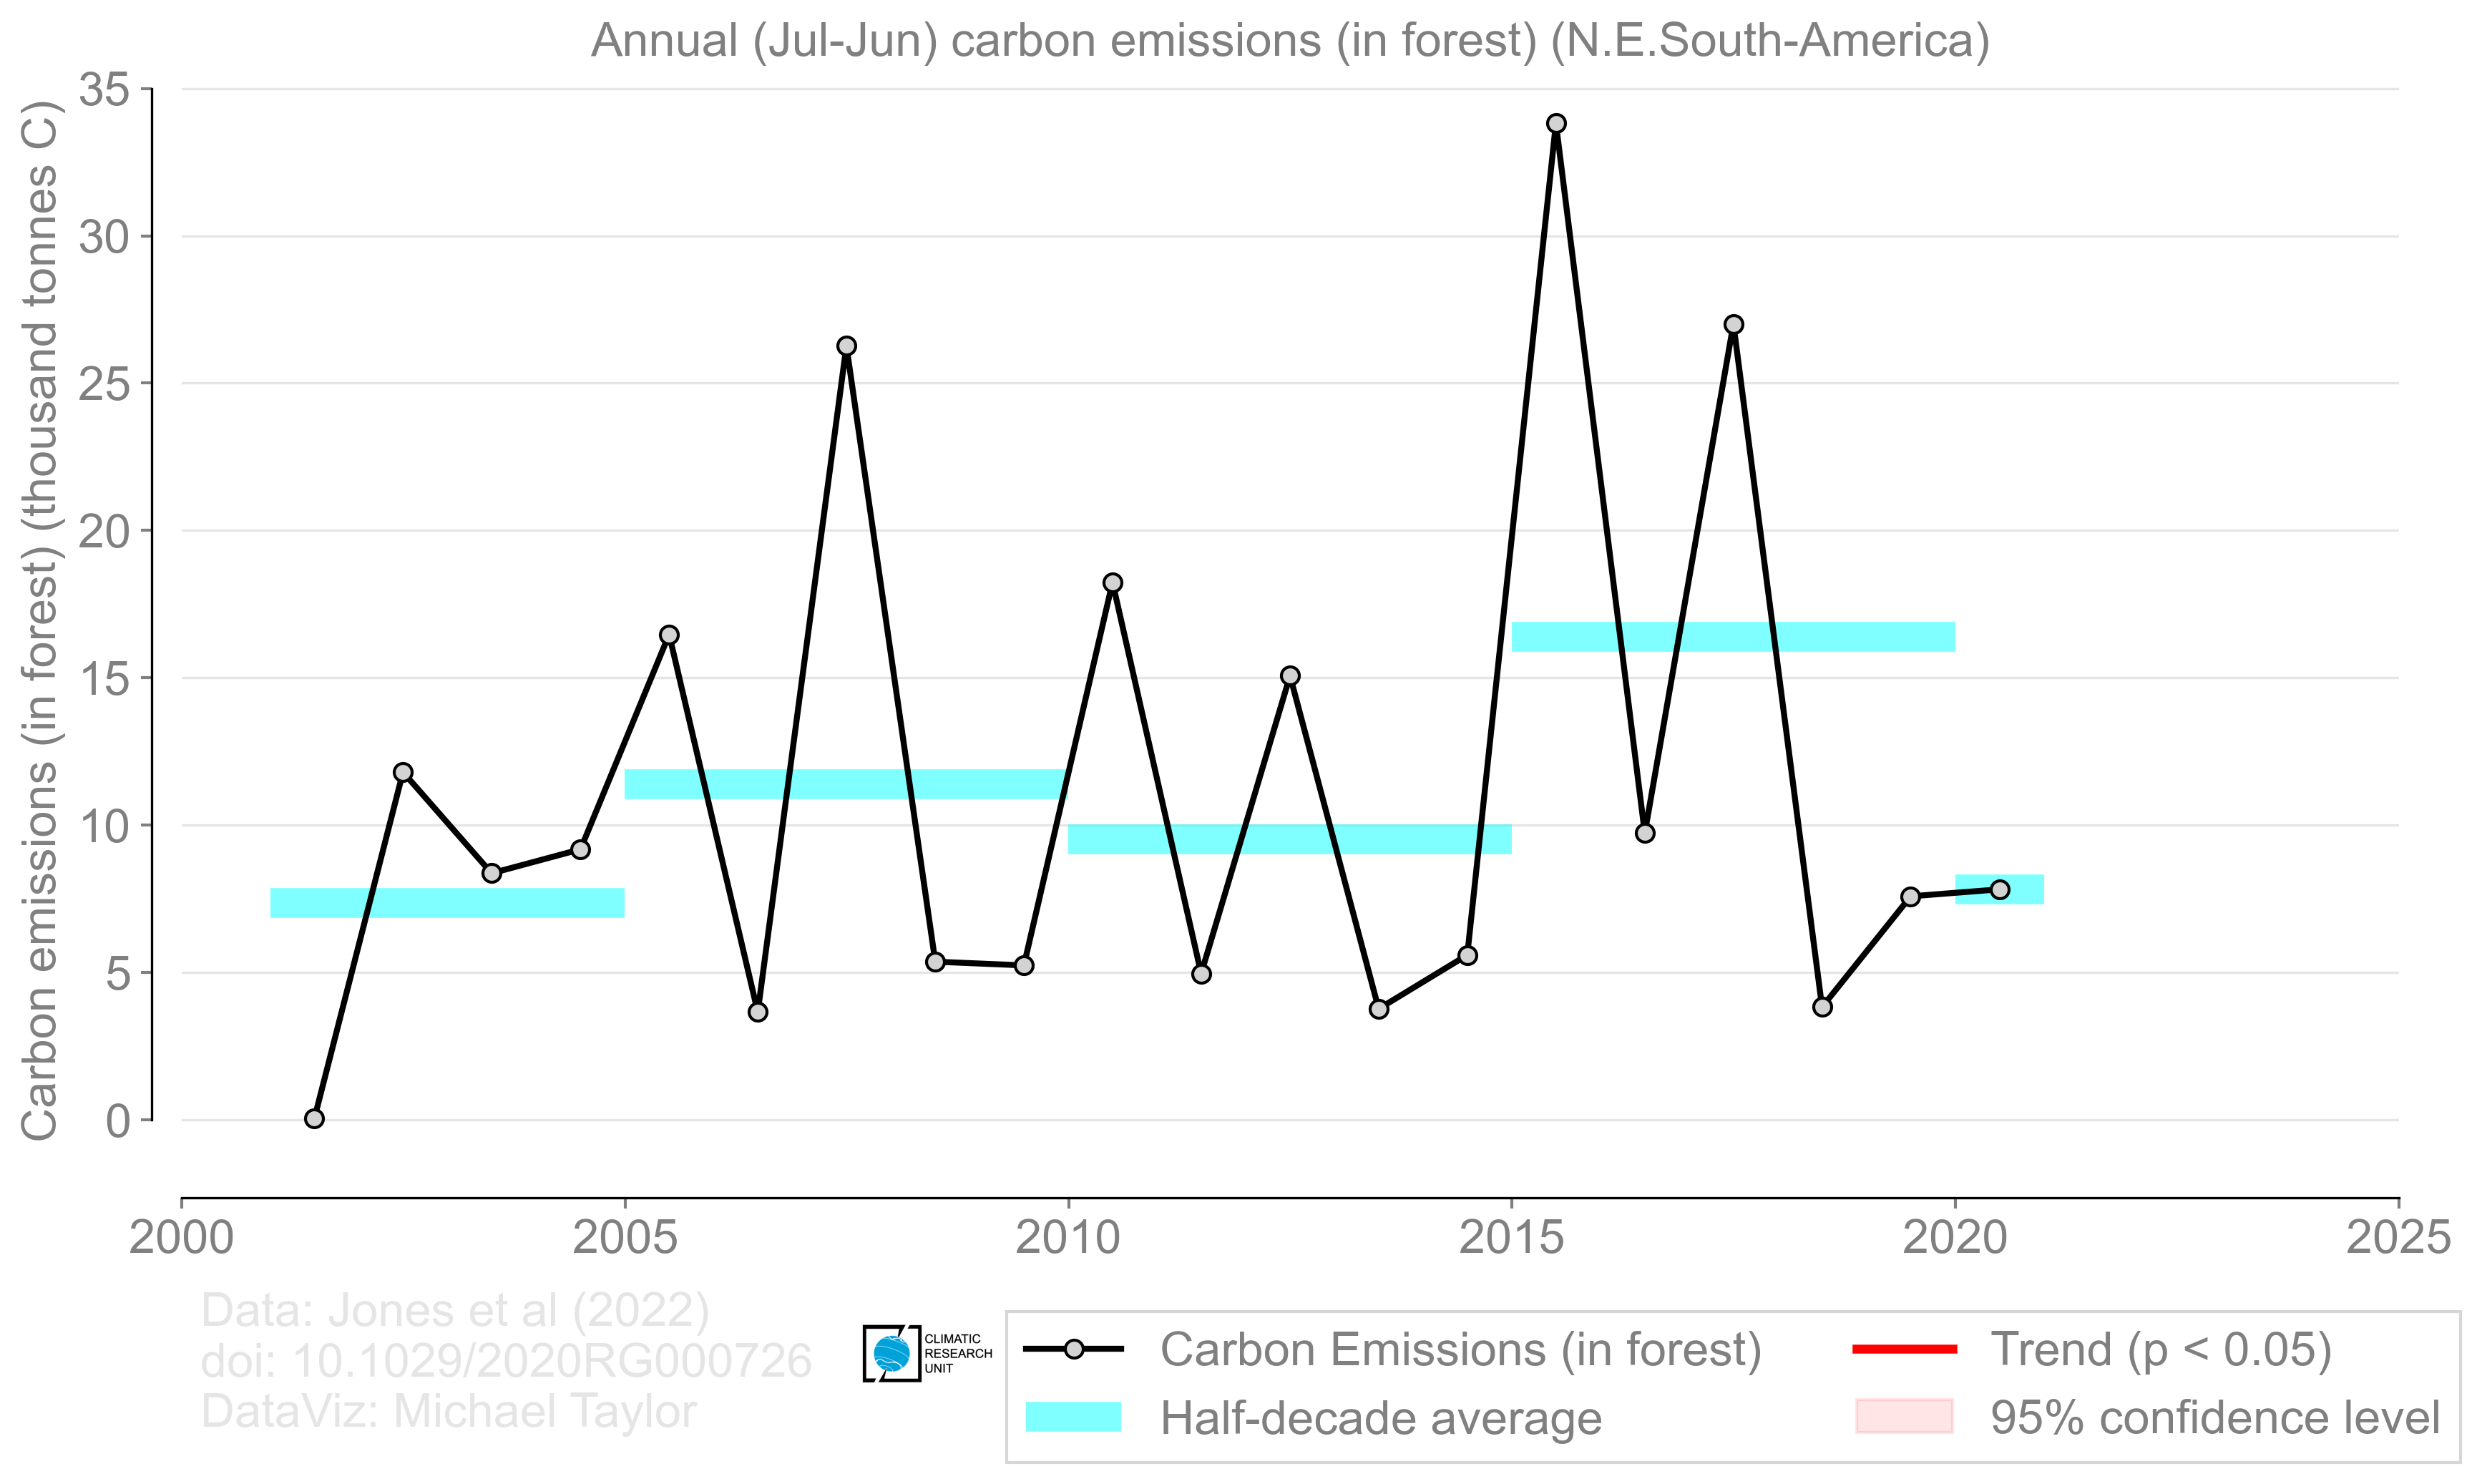 Annual (Jul-Jun) carbon emissions (in forest) (N.E.South-America)
Carbon emissions (in forest) (thousand tonnes C)
35
30
25
20
15
10
5
0
2000 2005 2010 2015 2020 2025
Data: Jones et al (2022)
doi: 10.1029/2020RG000726
DataViz: Michael Taylor
CLIMATIC
RESEARCH
UNIT
Carbon Emissions (in forest)
Half-decade average
Trend (p < 0.05)
95% confidence level